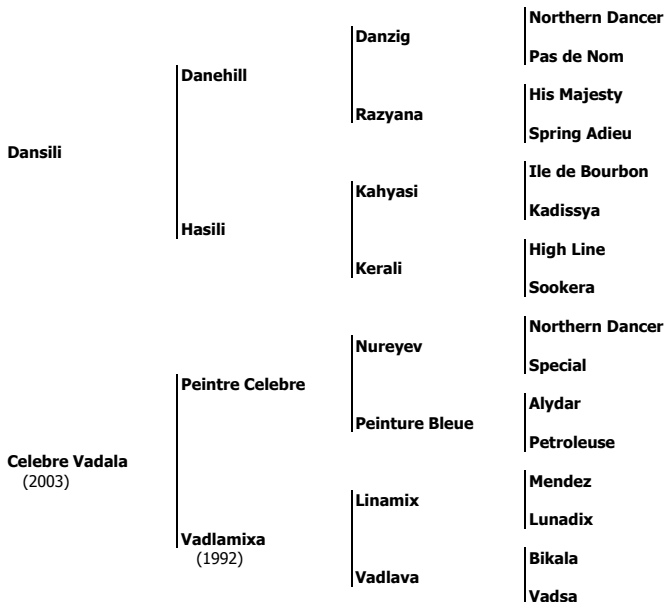 Northern Dancer
Danzig
Pas de Nom
Danehill
His Majesty
Razyana
Spring Adieu
Dansili
Ile de Bourbon
Kahyasi
Kadissya
Hasili
High Line
Kerali
Sookera
Northern Dancer
Nureyev
Special
Peintre Celebre
Alydar
Peinture Bleue
Petroleuse
Celebre Vadala
(2003)
Mendez
Linamix
Lunadix
Vadlamixa
(1992)
Bikala
Vadlava
Vadsa